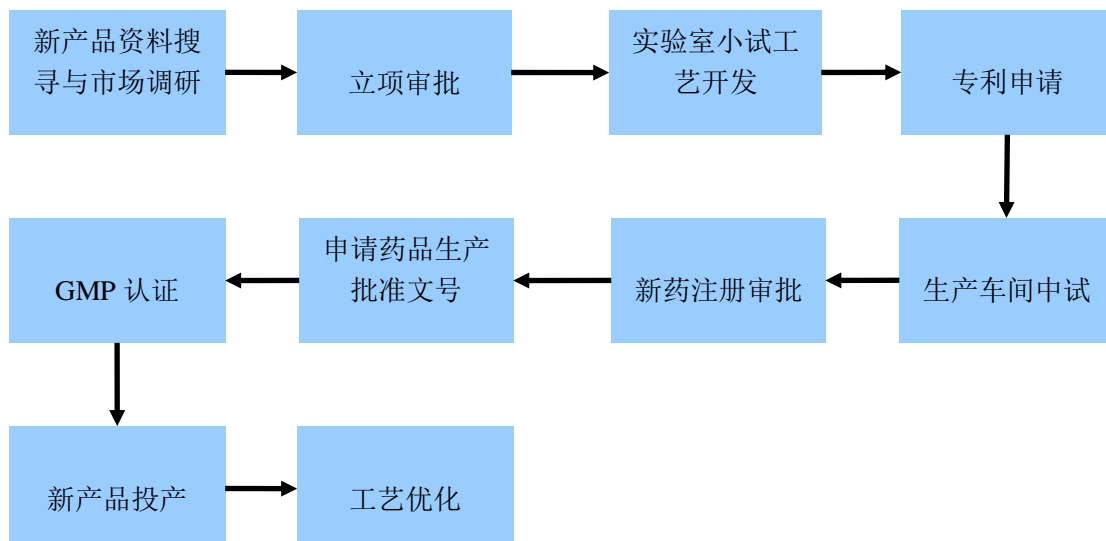 新产品资料搜
寻与市场调研
立项审批
实验室小试工
艺开发
专利申请
生产车间中试
新药注册审批
申请药品生产
批准文号
GMP 认证
新产品投产
工艺优化